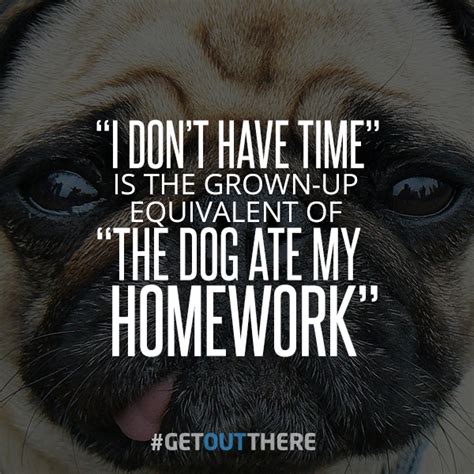 “I DON’T HAVE TIME”
IS THE GROWN-UP
EQUIVALENT OF
“THE DOG ATE MY
HOMEWORK”
#GETOUTTHERE